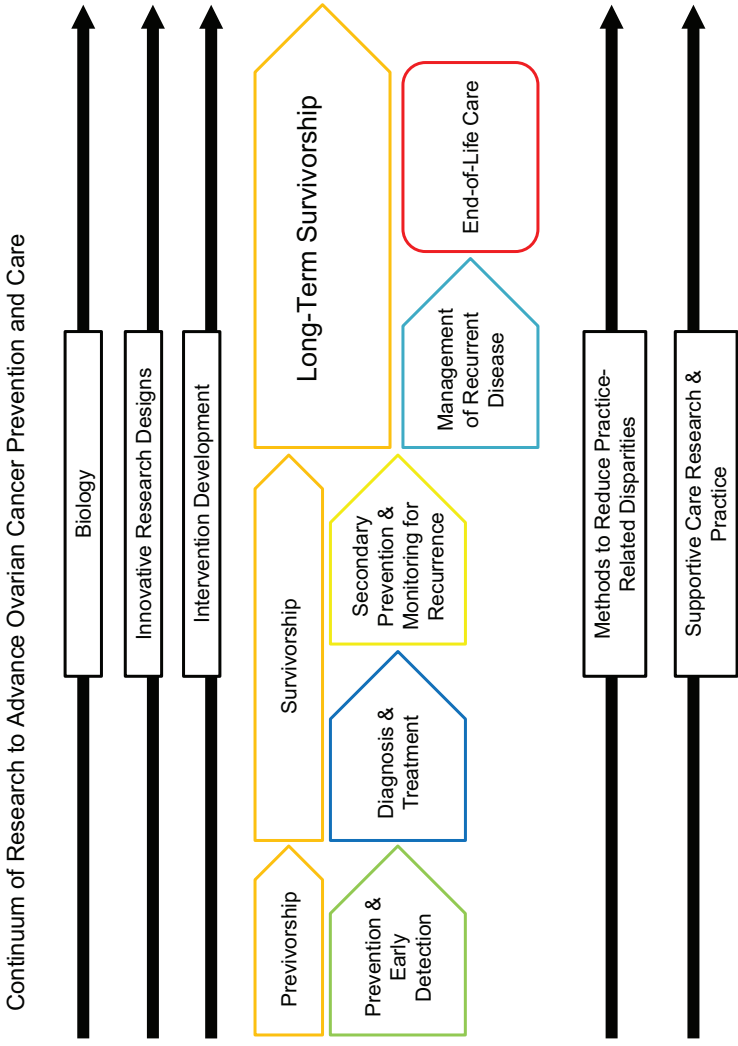 Continuum of Research to Advance Ovarian Cancer Prevention and Care
Biology
Innovative Research Designs
Intervention Development
Previvorship
Survivorship
Long-Term Survivorship
Prevention &
Early
Detection
Diagnosis &
Treatment
Secondary
Prevention &
Monitoring for
Recurrence
Management
of Recurrent
Disease
End-of-Life Care
Methods to Reduce Practice-
Related Disparities
Supportive Care Research &
Practice